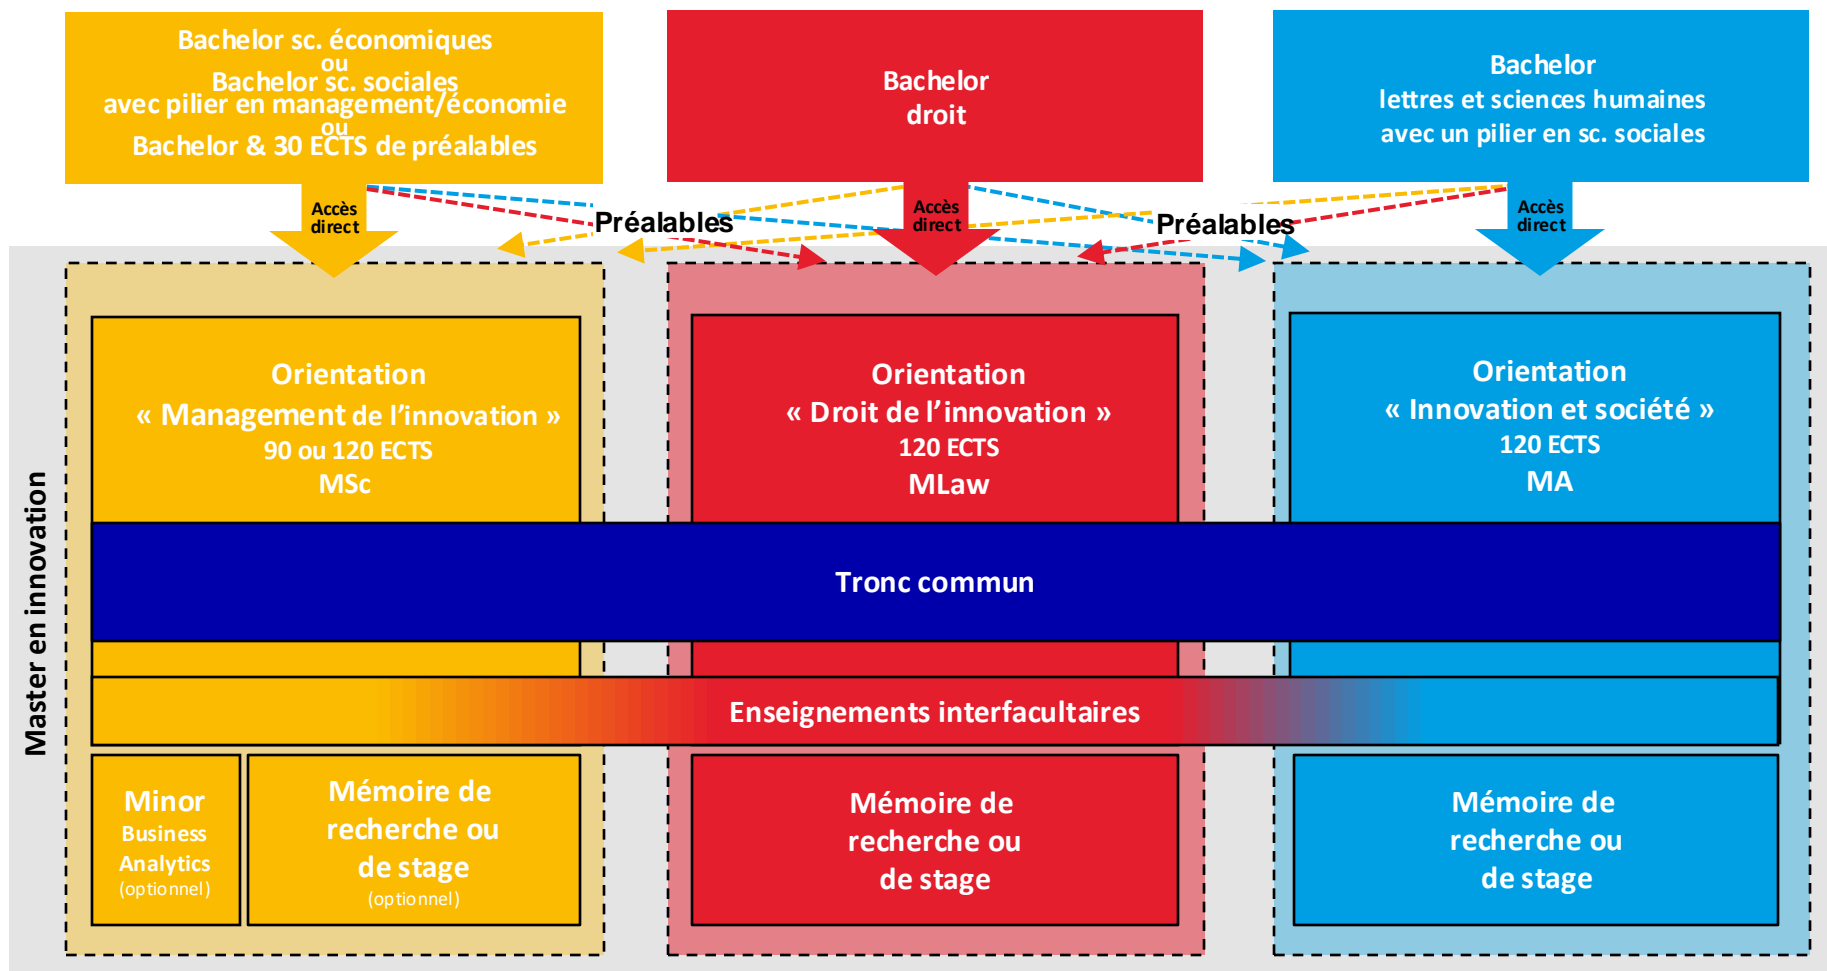 Bachelor sc. économiques
ou
Bachelor sc. sociales
avec pilier en management/économie
ou
Bachelor & 30 ECTS de préalables
Bachelor
droit
Bachelor
lettres et sciences humaines
avec un pilier en sc. sociales
Accès
direct
Préalables
Accès
direct
Préalables
Accès
direct
Master en innovation
Orientation
« Management de l’innovation »
90 ou 120 ECTS
MSc
Orientation
« Droit de l’innovation »
120 ECTS
MLaw
Orientation
« Innovation et société »
120 ECTS
MA
Tronc commun
Enseignements interfacultaires
Minor
Business
Analytics
(optionnel)
Mémoire de
recherche ou
de stage
(optionnel)
Mémoire de
recherche ou
de stage
Mémoire de
recherche ou
de stage